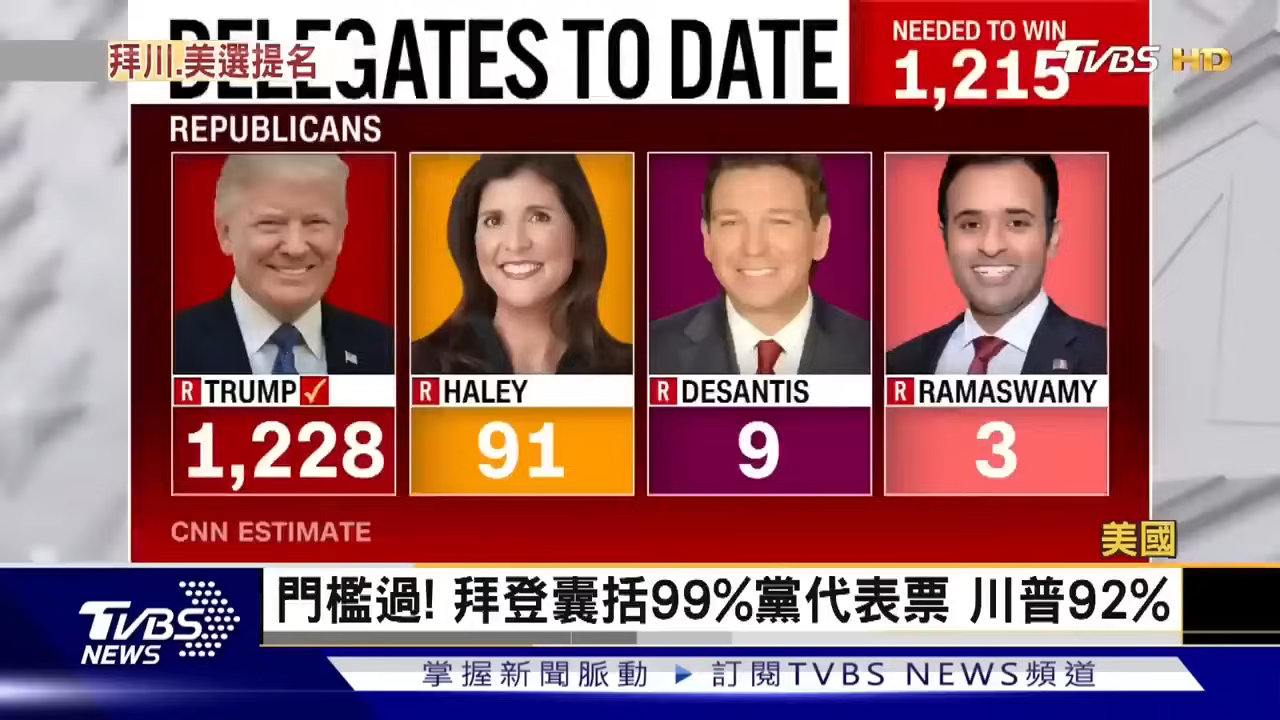 DELEGATES TO DATE
拜川.美選提名
NEEDED TO WIN
1,215
TVBS HD
REPUBLICANS
R TRUMP
R HALEY
R DESANTIS
R RAMASWAMY
1,228
91
9
3
CNN ESTIMATE
美國
門檻過! 拜登囊括99%黨代表票 川普92%
TVBS
NEWS
掌握新聞脈動 ▶ 訂閱TVBS NEWS頻道